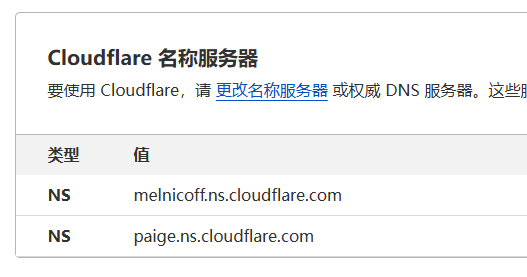 Cloudflare 名称服务器
要使用 Cloudflare，请 更改名称服务器 或权威 DNS 服务器。这些
类型 值
NS melnicoff.ns.cloudflare.com
NS paige.ns.cloudflare.com